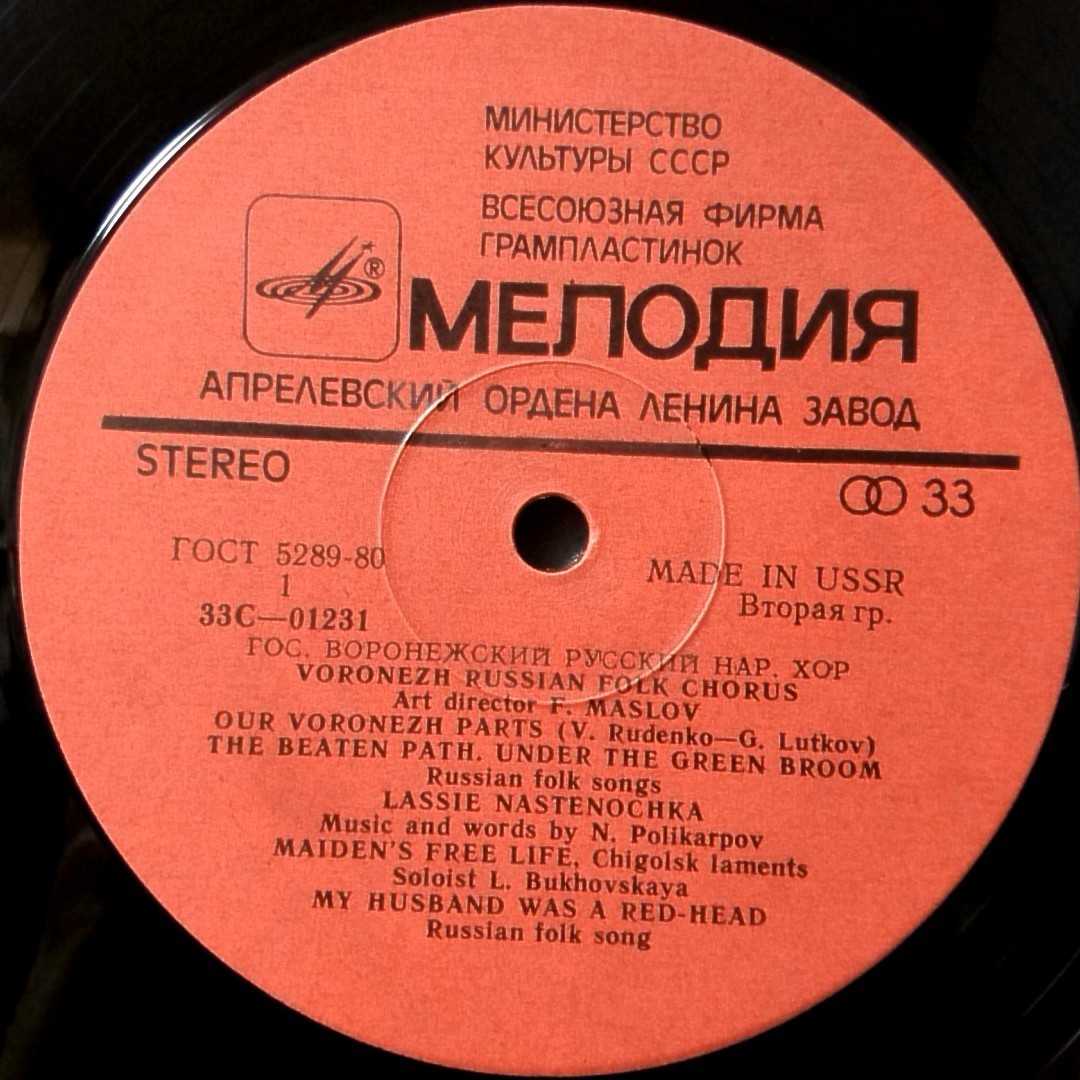 МИНИСТЕРСТВО
КУЛЬТУРЫ СССР
ВСЕСОЮЗНАЯ ФИРМА
ГРАМПЛАСТИНОК
®
МЕЛОДИЯ
АПРЕЛЕВСКИЙ ОРДЕНА ЛЕНИНА ЗАВОД
STEREO
33
ГОСТ 5289-80
MADE IN USSR
1
Вторая гр.
33С—01231
ГОС. ВОРОНЕЖСКИЙ РУССКИЙ НАР. ХОР
VORONEZH RUSSIAN FOLK CHORUS
Art director F. MASLOV
OUR VORONEZH PARTS (V. Rudenko—G. Lutkov)
THE BEATEN PATH. UNDER THE GREEN BROOM
Russian folk songs
LASSIE NASTENOCHKA
Music and words by N. Polikarpov
MAIDEN'S FREE LIFE, Chigolsk laments
Soloist L. Bukhovskaya
MY HUSBAND WAS A RED-HEAD
Russian folk song